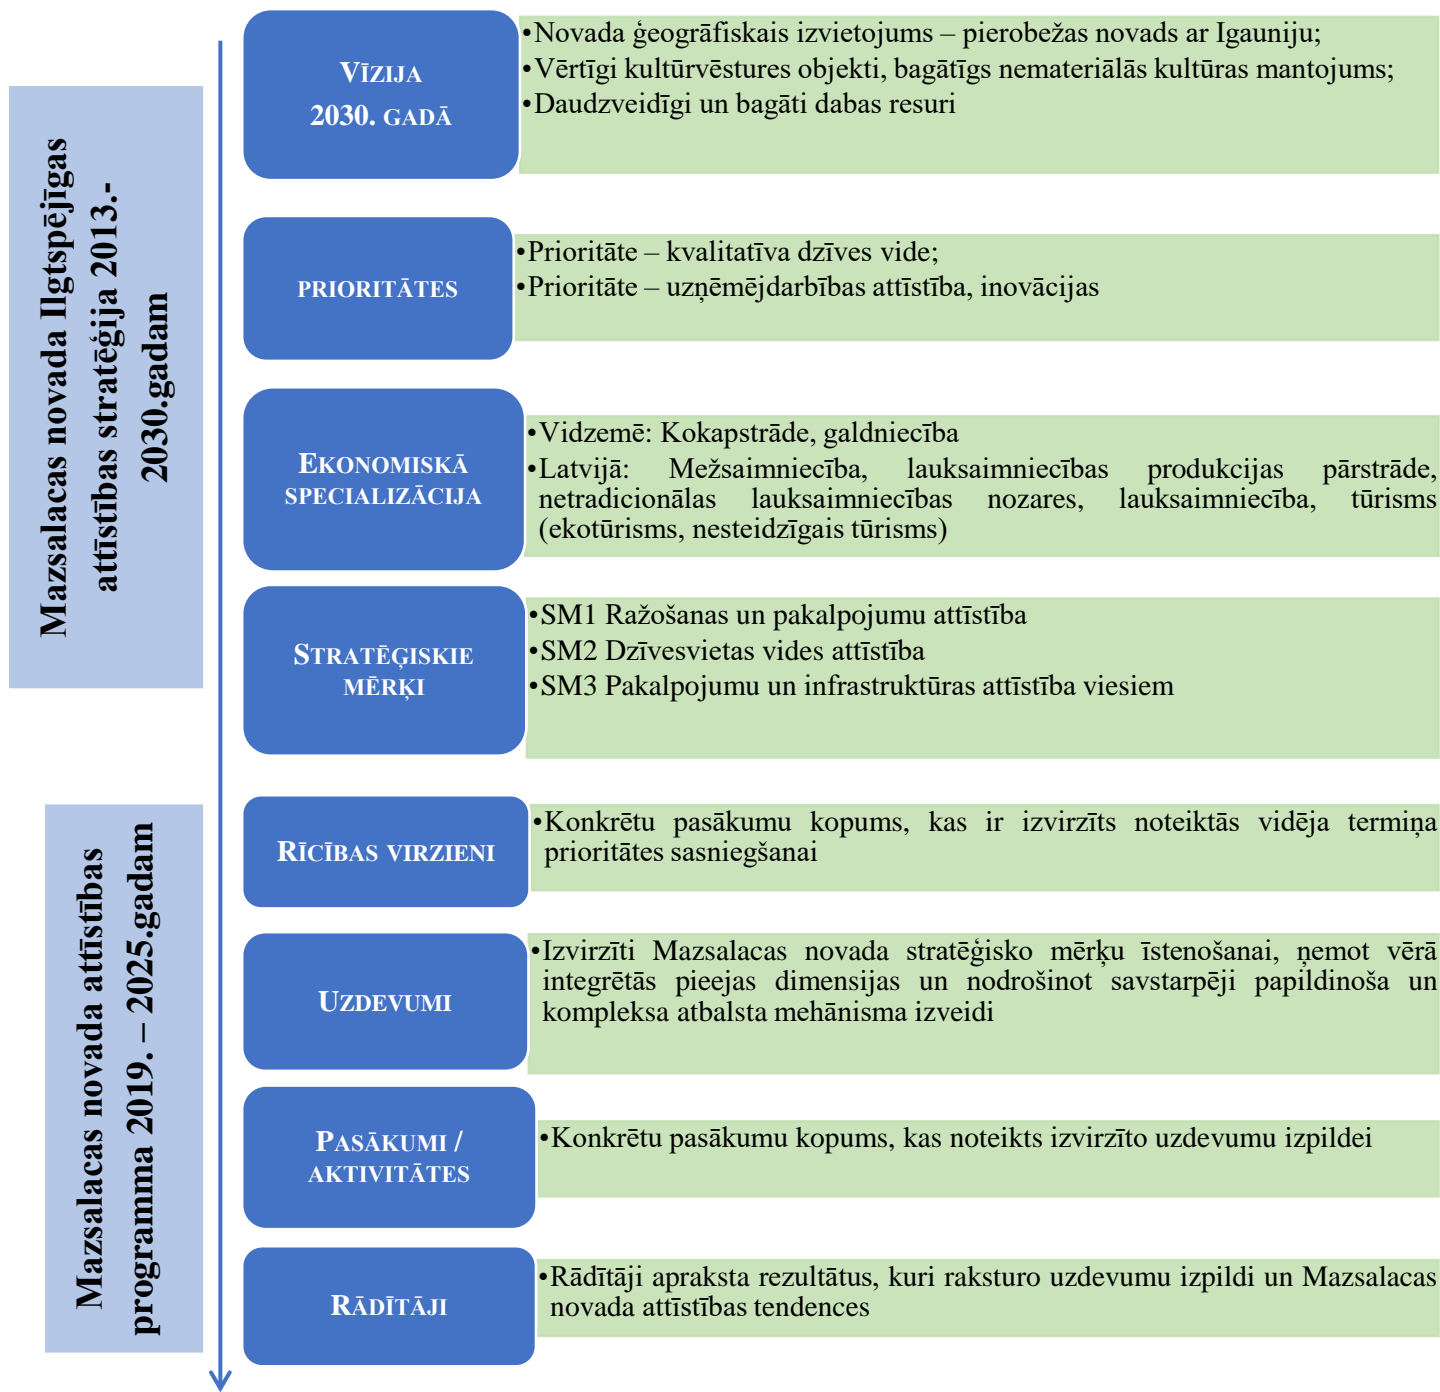 Mazsalacas novada Ilgtspējīgas
attīstības stratēģija 2013.-
2030.gadam
VĪZIJA
2030. GADĀ
•Novada ģeogrāfiskais izvietojums – pierobežas novads ar Igauniju;
•Vērtīgi kultūrvēstures objekti, bagātīgs nemateriālās kultūras mantojums;
•Daudzveidīgi un bagāti dabas resuri
PRIORITĀTES
•Prioritāte – kvalitatīva dzīves vide;
•Prioritāte – uzņēmējdarbības attīstība, inovācijas
EKONOMISKĀ
SPECIALIZĀCIJA
•Vidzemē: Kokapstrāde, galdniecība
•Latvijā: Mežsaimniecība, lauksaimniecības produkcijas pārstrāde,
netradicionālas lauksaimniecības nozares, lauksaimniecība, tūrisms
(ekotūrisms, nesteidzīgais tūrisms)
STRATĒĢISKIE
MĒRĶI
•SM1 Ražošanas un pakalpojumu attīstība
•SM2 Dzīvesvietas vides attīstība
•SM3 Pakalpojumu un infrastruktūras attīstība viesiem
Mazsalacas novada attīstības
programma 2019. – 2025.gadam
RĪCĪBAS VIRZIENI
•Konkrētu pasākumu kopums, kas ir izvirzīts noteiktās vidēja termiņa
prioritātes sasniegšanai
UZDEVUMI
•Izvirzīti Mazsalacas novada stratēģisko mērķu īstenošanai, ņemot vērā
integrētās pieejas dimensijas un nodrošinot savstarpēji papildinoša un
kompleksa atbalsta mehānisma izveidi
PASĀKUMI /
AKTIVITĀTES
•Konkrētu pasākumu kopums, kas noteikts izvirzīto uzdevumu izpildei
RĀDĪTĀJI
•Rādītāji apraksta rezultātus, kuri raksturo uzdevumu izpildi un Mazsalacas
novada attīstības tendences